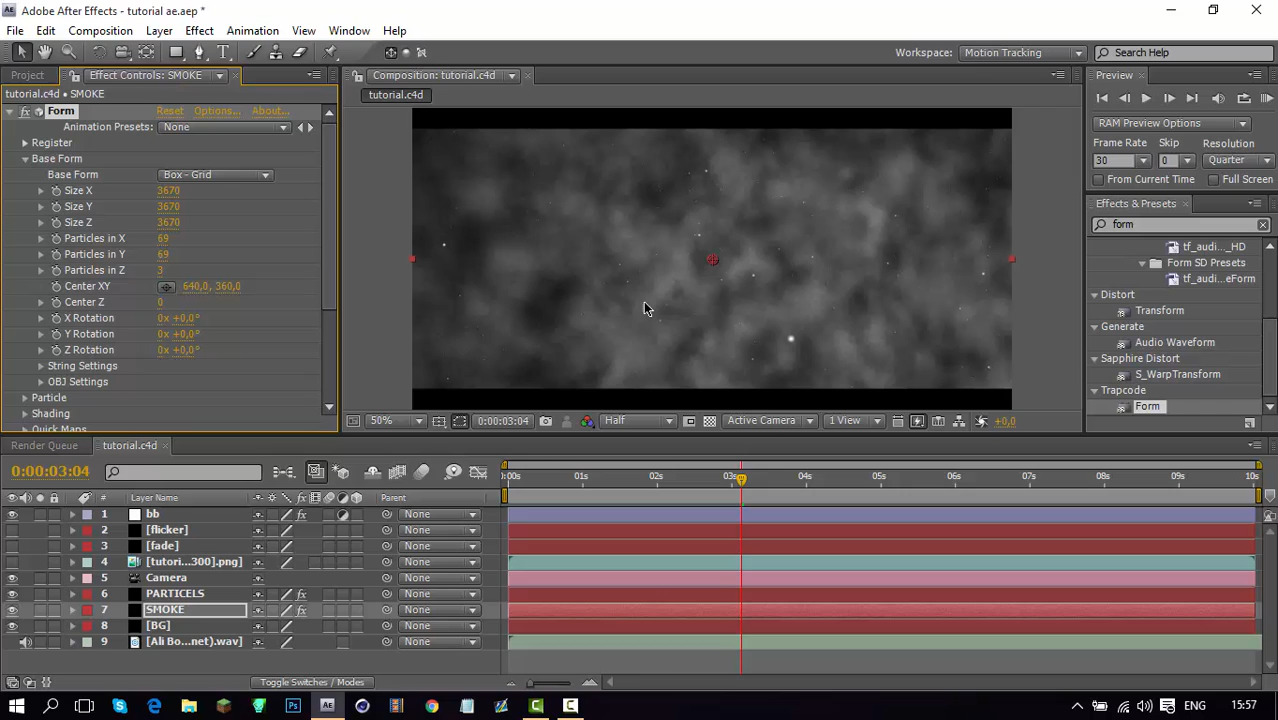 Adobe After Effects - tutorial ae.aep *
File Edit Composition Layer Effect Animation View Window Help
Workspace: Motion Tracking Search Help
Project Effect Controls: SMOKE Composition: tutorial.c4d Preview
tutorial.c4d • SMOKE tutorial.c4d
Form Reset Options... About...
Animation Presets: None
Register
Base Form
Base Form Box - Grid
Size X 3670
Size Y 3670
Size Z 3670
Particles in X 69
Particles in Y 69
Particles in Z 3
Center XY 640,0, 360,0
Center Z 0
X Rotation 0x +0,0°
Y Rotation 0x +0,0°
Z Rotation 0x +0,0°
String Settings
OBJ Settings
Particle
Shading
Quick Maps
50% 0:00:03:04 Half Active Camera 1 View +0,0
RAM Preview Options
Frame Rate Skip Resolution
30 0 Quarter
From Current Time Full Screen
Effects & Presets
form
tf_audi..._HD
Form SD Presets
tf_audi...eForm
Distort
Transform
Generate
Audio Waveform
Sapphire Distort
S_WarpTransform
Trapcode
Form
Render Queue tutorial.c4d
0:00:03:04
:00s 01s 02s 03s 04s 05s 06s 07s 08s 09s 10s
# Layer Name Parent
1 bb None
2 [flicker] None
3 [fade] None
4 [tutori...300].png] None
5 Camera None
6 PARTICELS None
7 SMOKE None
8 [BG] None
9 [Ali Bo...net).wav] None
Toggle Switches / Modes
ENG 15:57